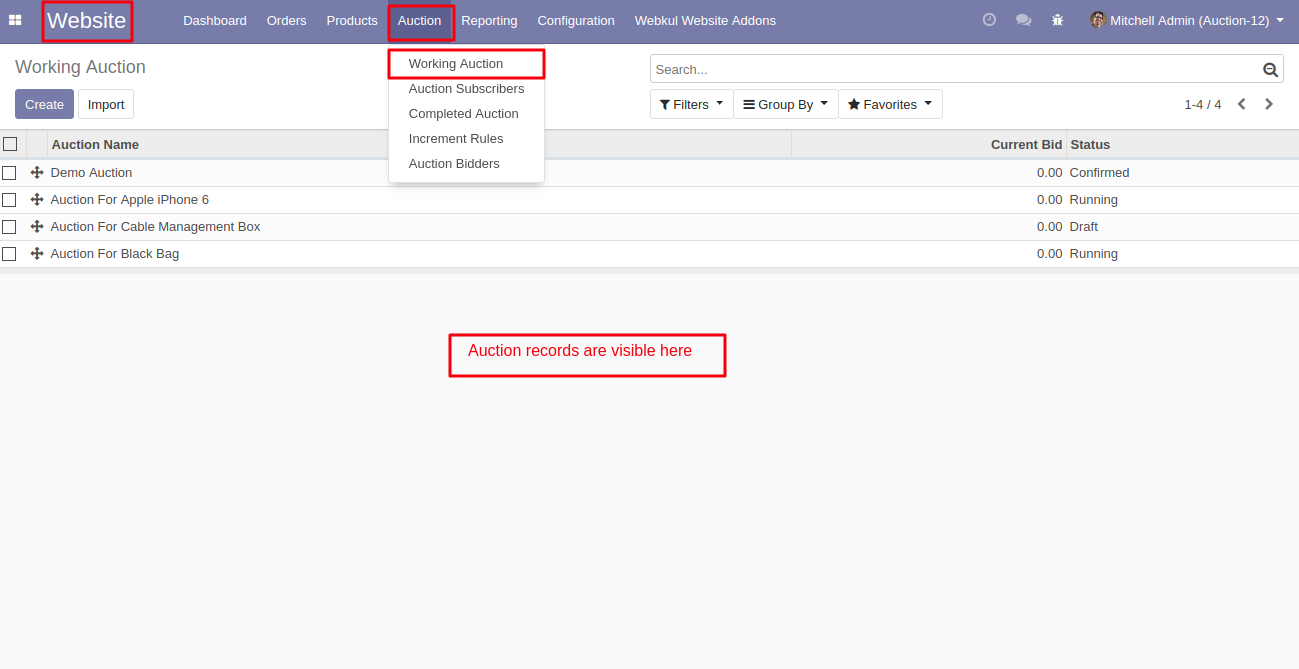 Website Dashboard Orders Products Auction Reporting Configuration Webkul Website Addons Mitchell Admin (Auction-12)
Working Auction
Create Import
Working Auction
Auction Subscribers
Completed Auction
Increment Rules
Auction Bidders
Search...
Filters Group By Favorites 1-4 / 4
Auction Name Current Bid Status
Demo Auction 0.00 Confirmed
Auction For Apple iPhone 6 0.00 Running
Auction For Cable Management Box 0.00 Draft
Auction For Black Bag 0.00 Running
Auction records are visible here